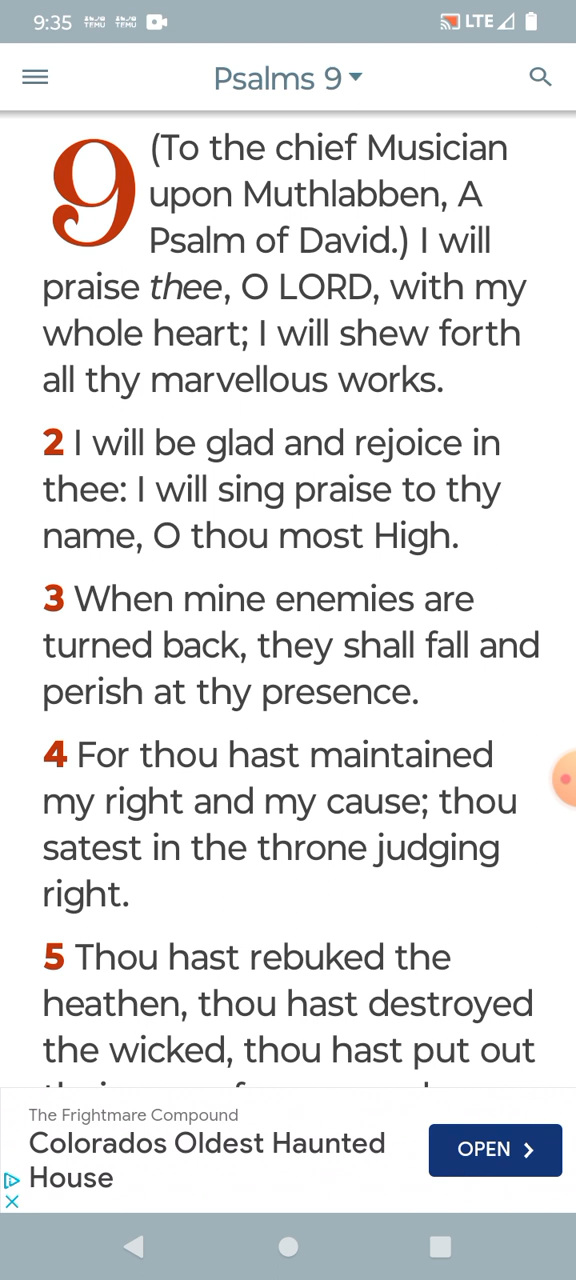 9:35 TEMU TEMU LTE
Psalms 9
9 (To the chief Musician
upon Muthlabben, A
Psalm of David.) I will
praise thee, O LORD, with my
whole heart; I will shew forth
all thy marvellous works.
2 I will be glad and rejoice in
thee: I will sing praise to thy
name, O thou most High.
3 When mine enemies are
turned back, they shall fall and
perish at thy presence.
4 For thou hast maintained
my right and my cause; thou
satest in the throne judging
right.
5 Thou hast rebuked the
heathen, thou hast destroyed
the wicked, thou hast put out
The Frightmare Compound
Colorados Oldest Haunted
House
OPEN